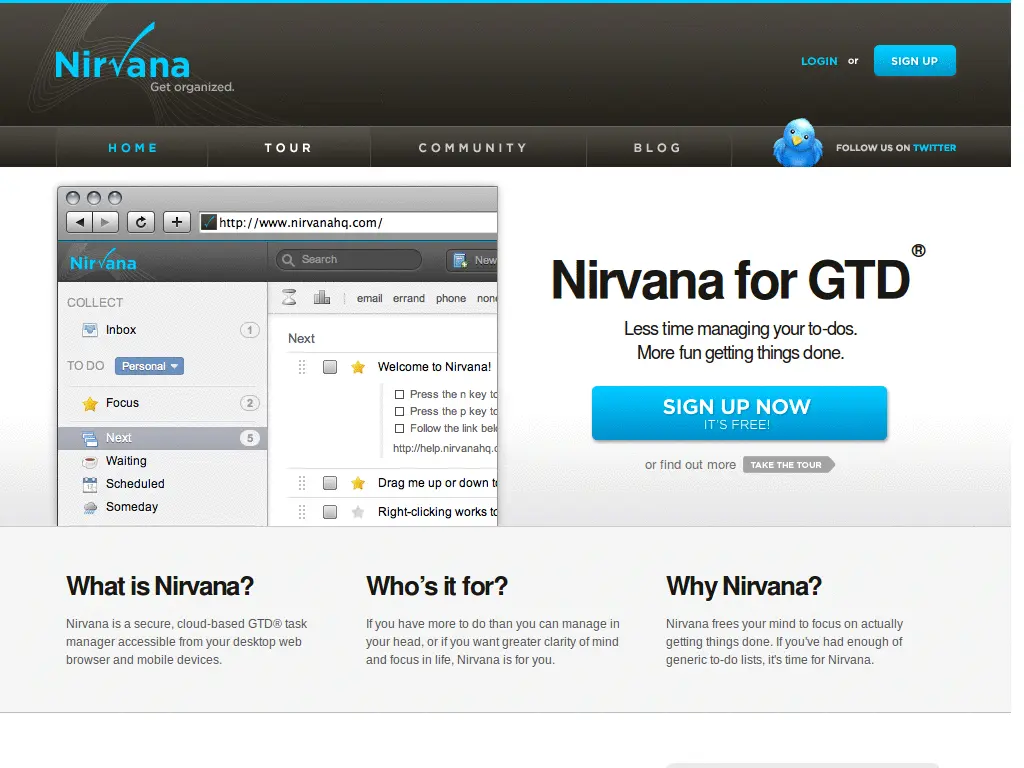 Nirvana
Get organized.
LOGIN or SIGN UP
HOME TOUR COMMUNITY BLOG FOLLOW US ON TWITTER
http://www.nirvanahq.com/
Nirvana Search New
COLLECT
Inbox 1
TO DO Personal
Focus 2
Next 5
Waiting
Scheduled
Someday
email errand phone
Next
Welcome to Nirvana!
Press the n key to
Press the p key to
Follow the link
http://help.nirvanahq.c
Drag me up or down
Right-clicking works
Nirvana for GTD®
Less time managing your to-dos.
More fun getting things done.
SIGN UP NOW
IT'S FREE!
or find out more TAKE THE TOUR
What is Nirvana?
Nirvana is a secure, cloud-based GTD® task
manager accessible from your desktop web
browser and mobile devices.
Who’s it for?
If you have more to do than you can manage in
your head, or if you want greater clarity of mind
and focus in life, Nirvana is for you.
Why Nirvana?
Nirvana frees your mind to focus on actually
getting things done. If you've had enough of
generic to-do lists, it's time for Nirvana.